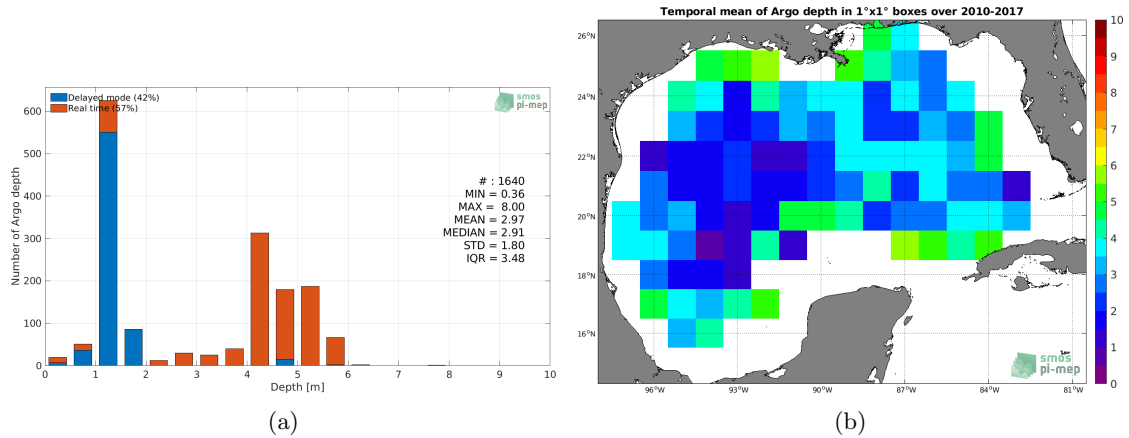 Delayed mode (42%)
Real time (57%)
smos
pi-mep
# : 1640
MIN = 0.36
MAX = 8.00
MEAN = 2.97
MEDIAN = 2.91
STD = 1.80
IQR = 3.48
Number of Argo depth
600
500
400
300
200
100
0
0 1 2 3 4 5 6 7 8 9 10
Depth [m]
(a)
Temporal mean of Argo depth in 1°x1° boxes over 2010-2017
26°N
24°N
22°N
20°N
18°N
16°N
96°W 93°W 90°W 87°W 84°W 81°W
smos
pi-mep
10
9
8
7
6
5
4
3
2
1
0
(b)